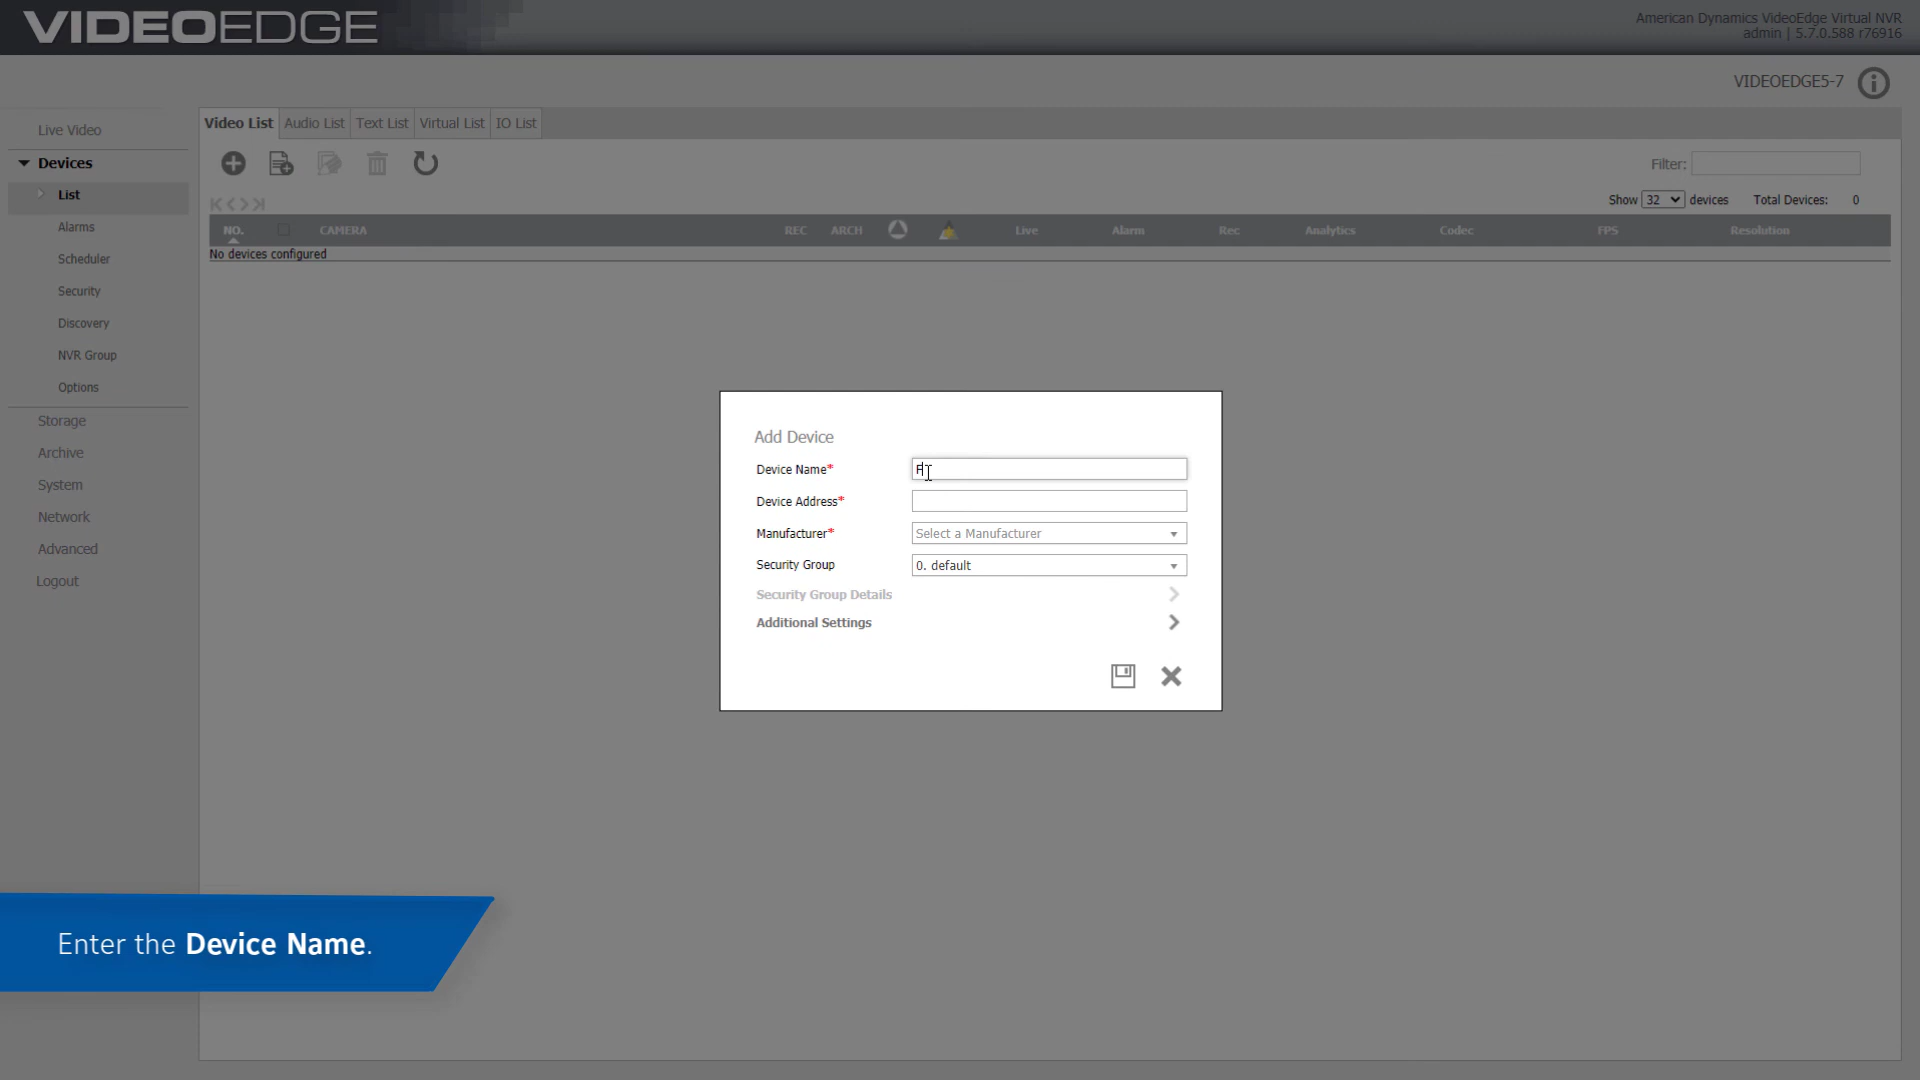 VIDEOEDGE
American Dynamics VideoEdge Virtual NVR
admin | 5.7.0.588 r76916
VIDEOEDGE5-7
Live Video
Devices
List
Alarms
Scheduler
Security
Discovery
NVR Group
Options
Storage
Archive
System
Network
Advanced
Logout
Video List Audio List Text List Virtual List IO List
Filter:
Show 32 devices Total Devices: 0
NO. CAMERA REC ARCH Live Alarm Rec Analytics Codec FPS Resolution
No devices configured
Add Device
Device Name* F
Device Address*
Manufacturer* Select a Manufacturer
Security Group 0. default
Security Group Details
Additional Settings
Enter the Device Name.